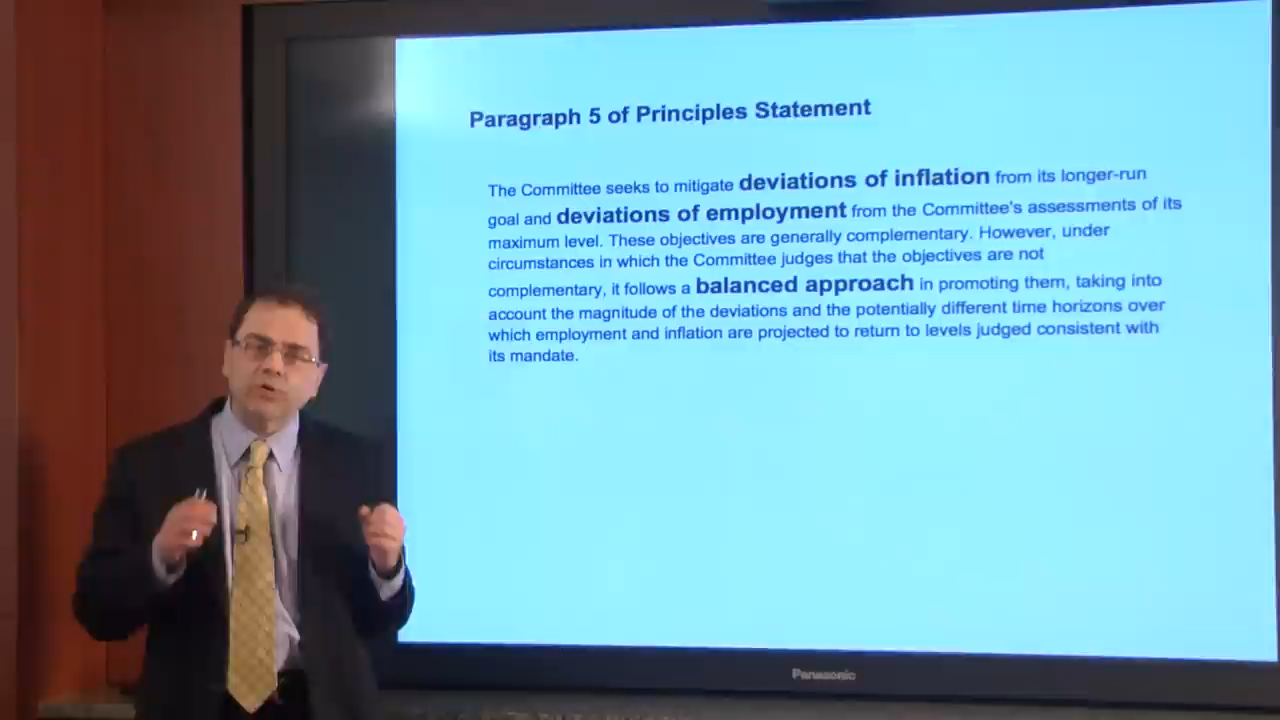 Paragraph 5 of Principles Statement
The Committee seeks to mitigate deviations of inflation from its longer-run
goal and deviations of employment from the Committee's assessments of its
maximum level. These objectives are generally complementary. However, under
circumstances in which the Committee judges that the objectives are not
complementary, it follows a balanced approach in promoting them, taking into
account the magnitude of the deviations and the potentially different time horizons over
which employment and inflation are projected to return to levels judged consistent with
its mandate.
Panasonic